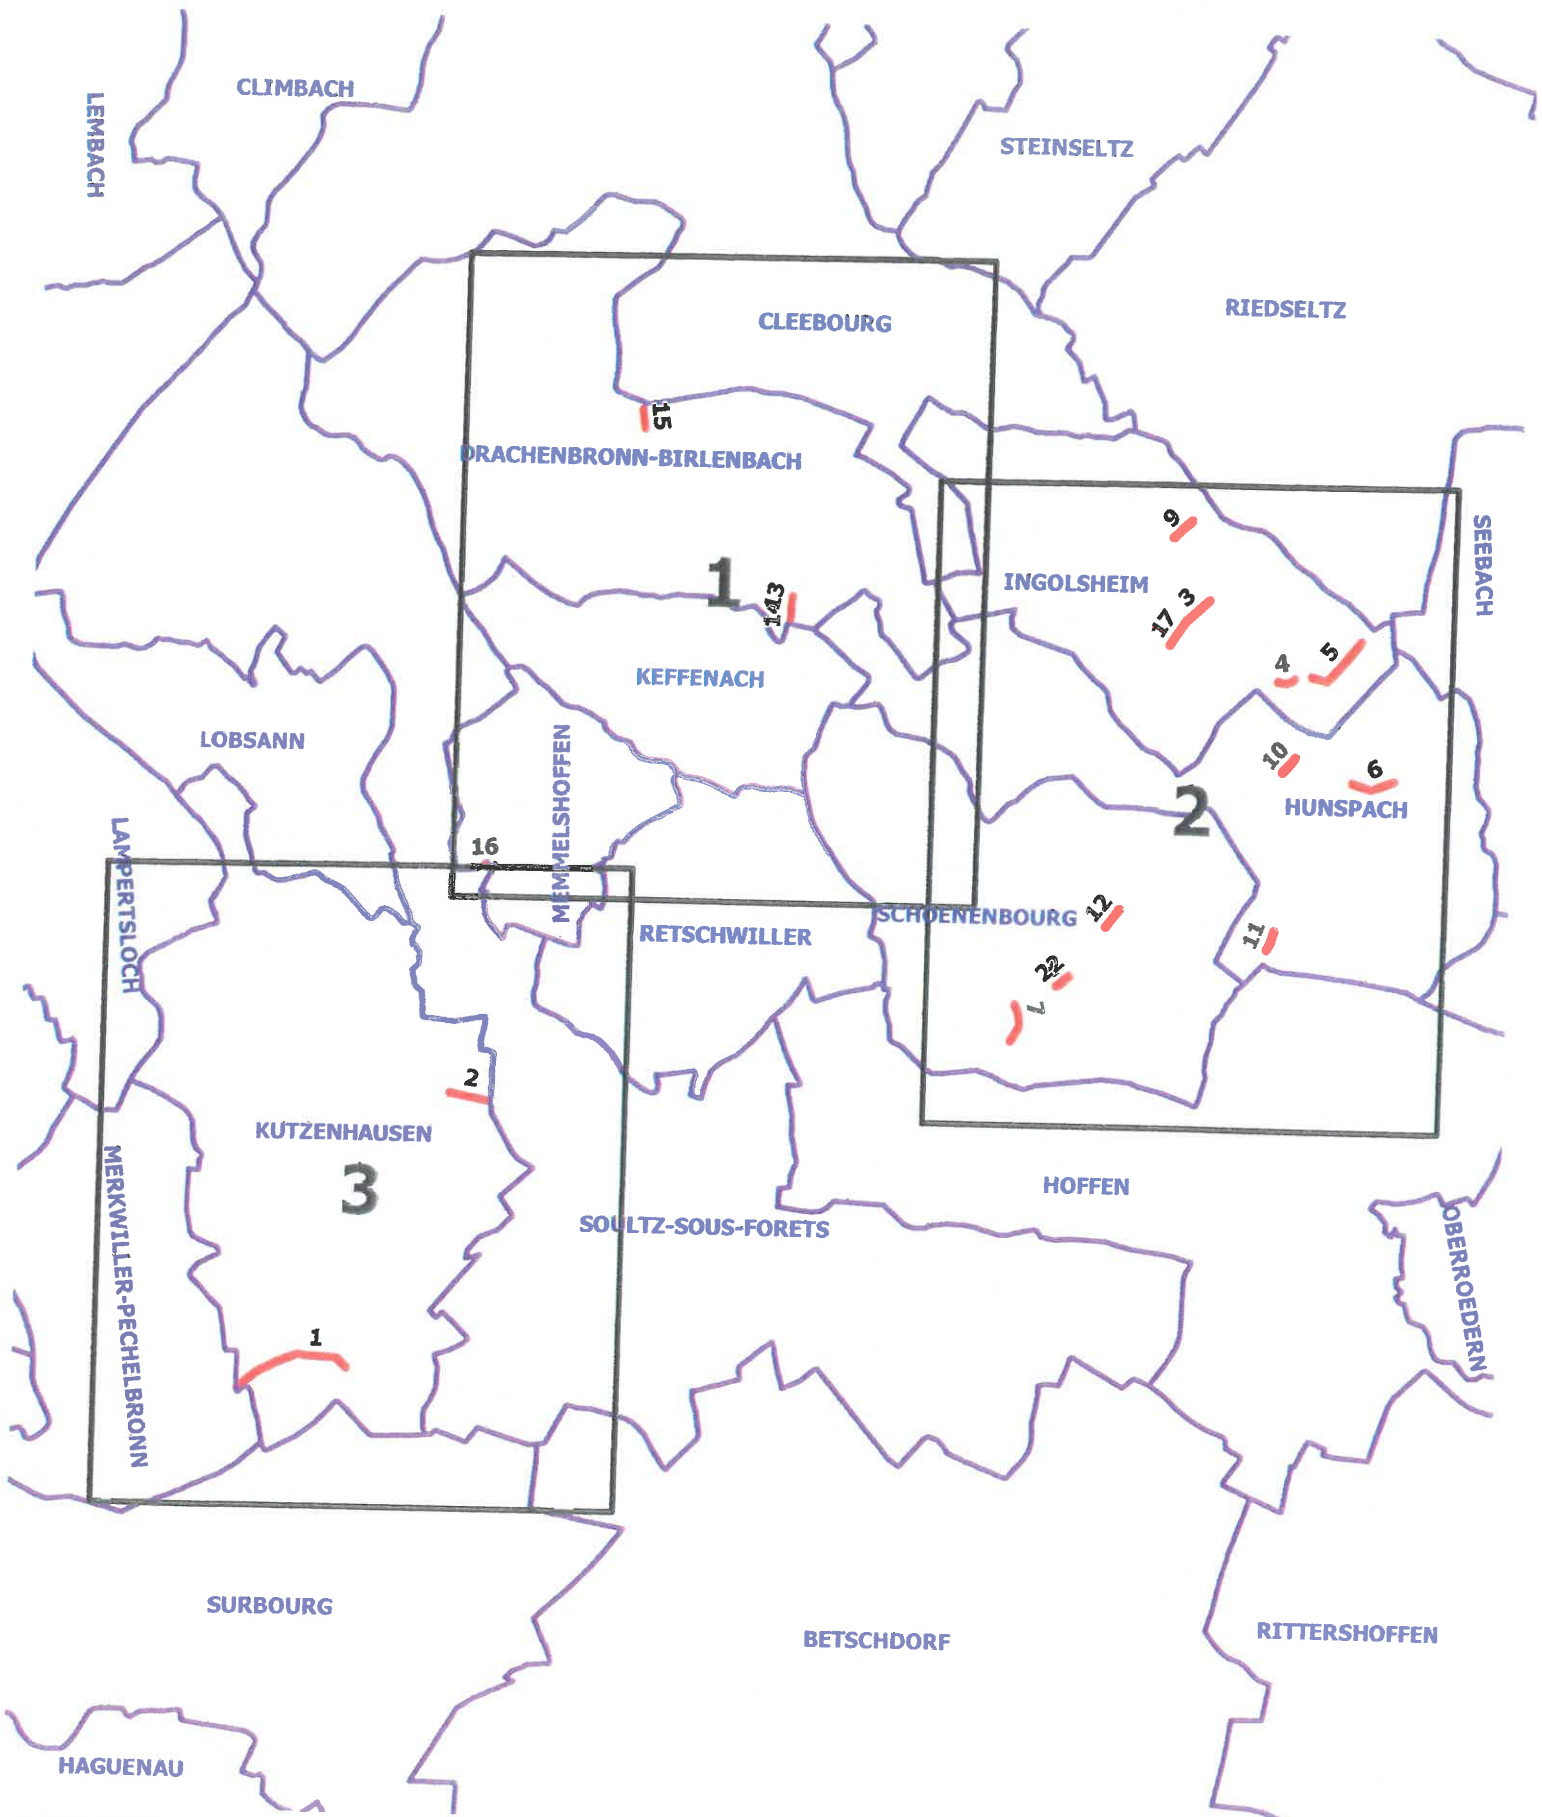 CLIMBACH
LEMBACH
STEINSELTZ
RIEDSELTZ
CLEEBOURG
15
DRACHENBRONN-BIRLENBACH
9
SEEBACH
INGOLSHEIM
1
13
14
3
17
4
5
KEFFENACH
LOBSANN
MEMMELSHOFFEN
10
6
HUNSPACH
2
LAMPERTSLOCH
16
SCHOENENBOURG
12
11
RETSCHWILLER
22
7
2
KUTZENHAUSEN
3
MERKWILLER-PECHELBRONN
HOFFEN
SOULTZ-SOUS-FORETS
OBERROEDERN
1
SURBOURG
BETSCHDORF
RITTERSHOFFEN
HAGUENAU